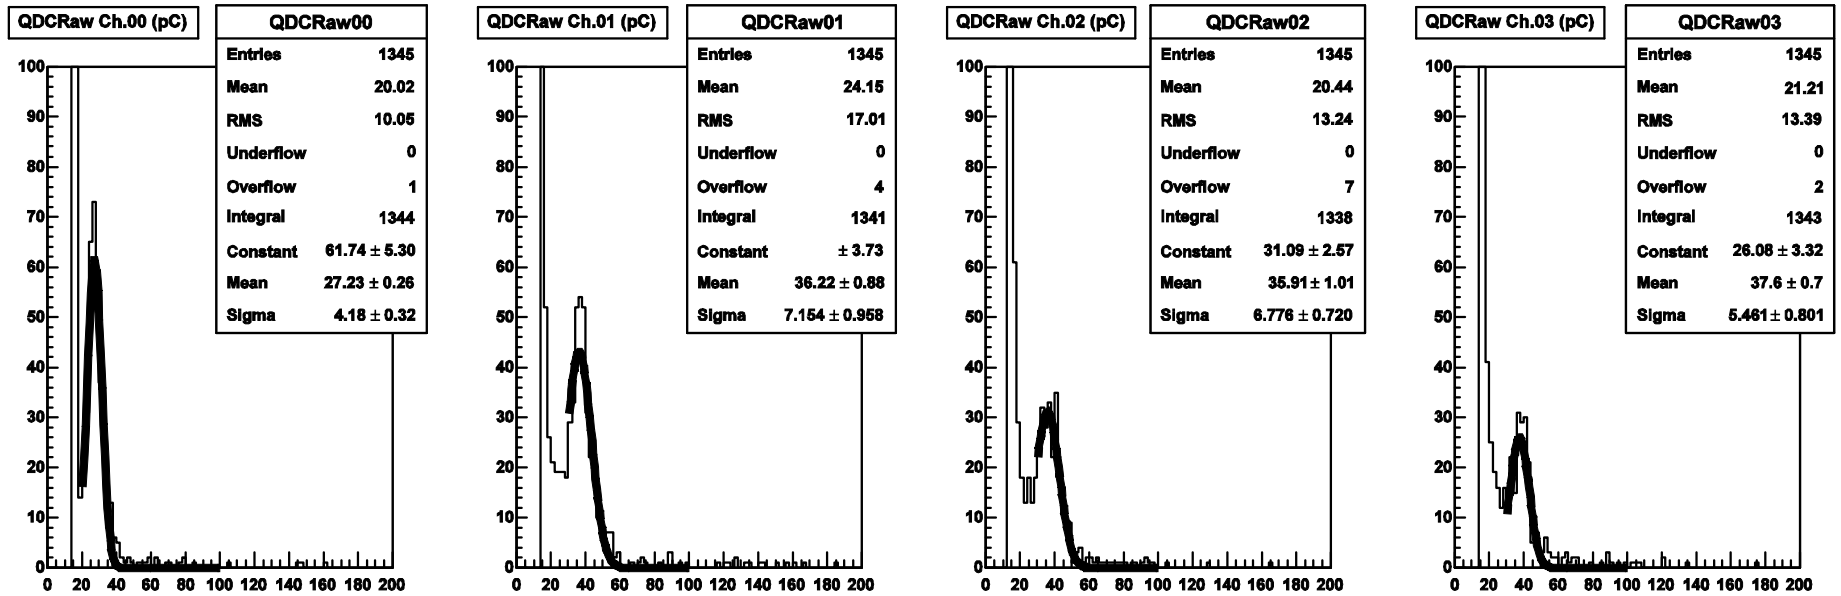 QDCRaw Ch.00 (pC)
QDCRaw00
Entries 1345
Mean 20.02
RMS 10.05
Underflow 0
Overflow 1
Integral 1344
Constant 61.74 ± 5.30
Mean 27.23 ± 0.26
Sigma 4.18 ± 0.32
100
90
80
70
60
50
40
30
20
10
0
0 20 40 60 80 100 120 140 160 180 200
QDCRaw Ch.01 (pC)
QDCRaw01
Entries 1345
Mean 24.15
RMS 17.01
Underflow 0
Overflow 4
Integral 1341
Constant ± 3.73
Mean 36.22 ± 0.88
Sigma 7.154 ± 0.958
100
90
80
70
60
50
40
30
20
10
0
0 20 40 60 80 100 120 140 160 180 200
QDCRaw Ch.02 (pC)
QDCRaw02
Entries 1345
Mean 20.44
RMS 13.24
Underflow 0
Overflow 7
Integral 1338
Constant 31.09 ± 2.57
Mean 35.91 ± 1.01
Sigma 6.776 ± 0.720
100
90
80
70
60
50
40
30
20
10
0
0 20 40 60 80 100 120 140 160 180 200
QDCRaw Ch.03 (pC)
QDCRaw03
Entries 1345
Mean 21.21
RMS 13.39
Underflow 0
Overflow 2
Integral 1343
Constant 26.08 ± 3.32
Mean 37.6 ± 0.7
Sigma 5.461 ± 0.801
100
90
80
70
60
50
40
30
20
10
0
0 20 40 60 80 100 120 140 160 180 200